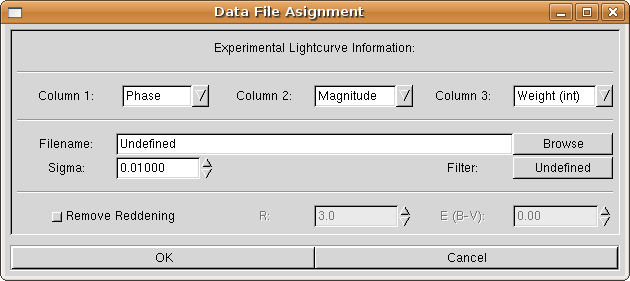 Data File Asignment
Experimental Lightcurve Information:
Column 1: Phase Column 2: Magnitude Column 3: Weight (int)
Filename: Undefined Browse
Sigma: 0.01000 Filter: Undefined
Remove Reddening R: 3.0 E (B-V): 0.00
OK Cancel